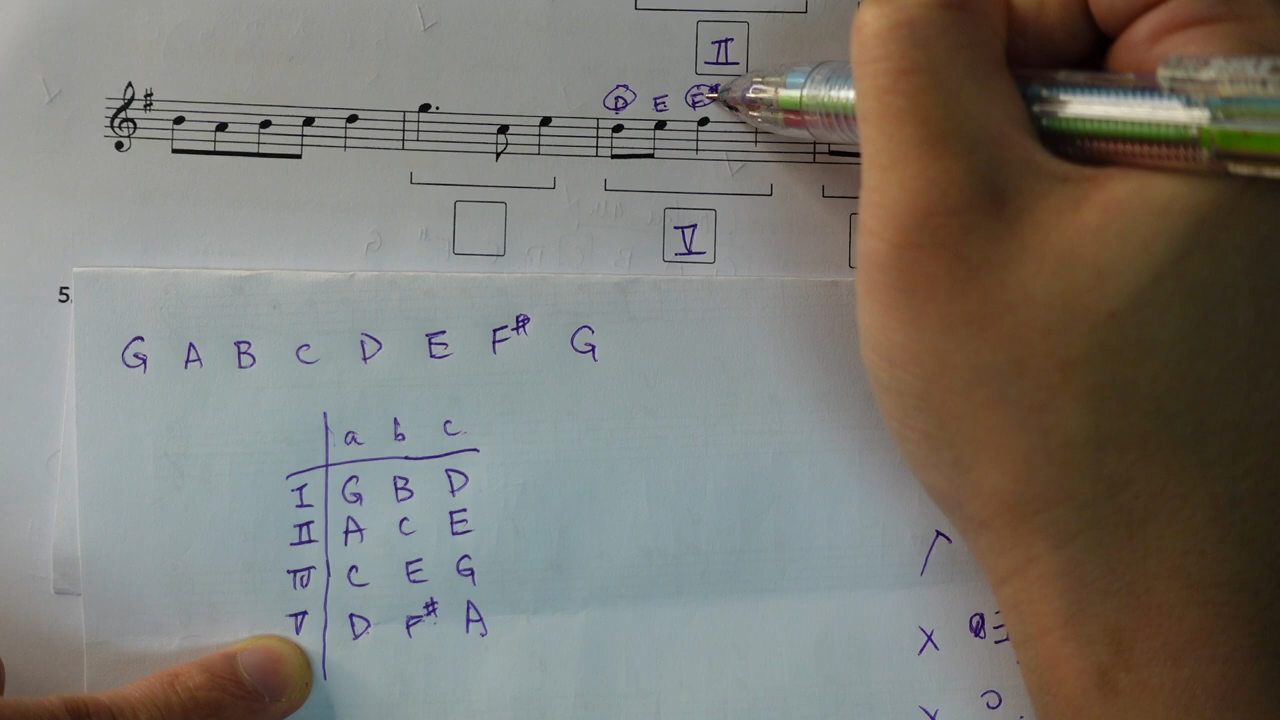 II
D E F#
V
5.
G A B C D E F# G
a b c
I G B D
II A C E
IV C E G
V D F# A